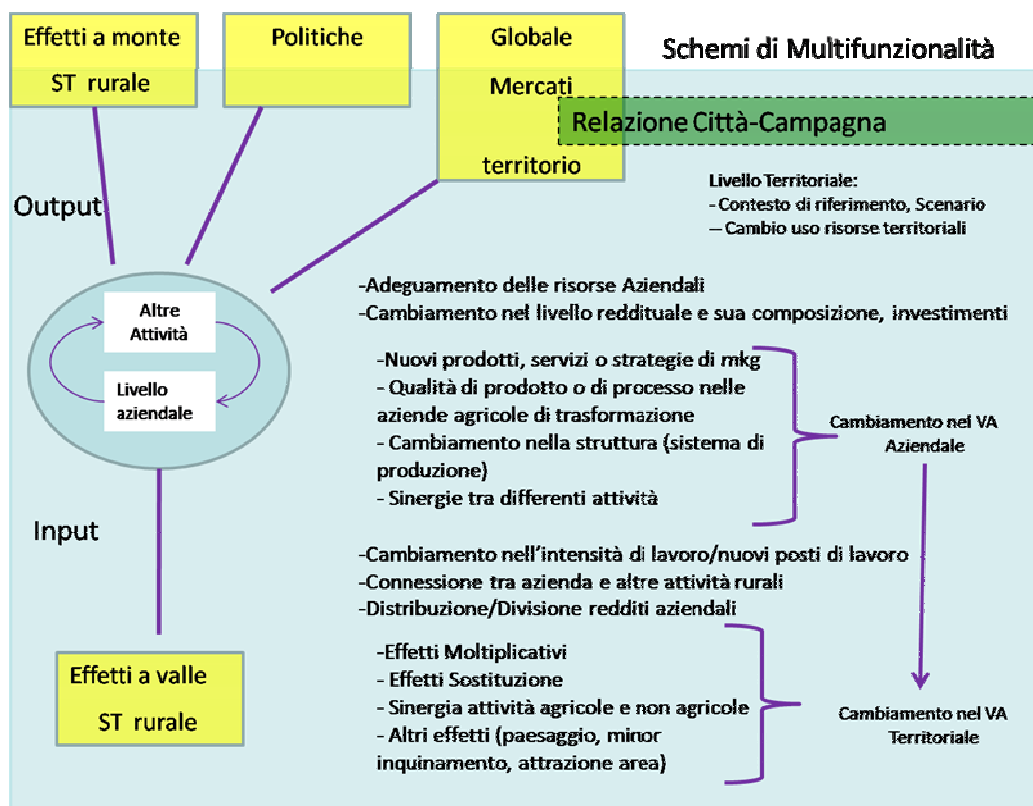 Effetti a monte
ST rurale
Politiche
Globale
Mercati
territorio
Schemi di Multifunzionalità
Relazione Città-Campagna
Livello Territoriale:
- Contesto di riferimento, Scenario
– Cambio uso risorse territoriali
Output
Altre
Attività
Livello
aziendale
Input
Effetti a valle
ST rurale
-Adeguamento delle risorse Aziendali
-Cambiamento nel livello reddituale e sua composizione, investimenti
-Nuovi prodotti, servizi o strategie di mkg
- Qualità di prodotto o di processo nelle
aziende agricole di trasformazione
- Cambiamento nella struttura (sistema di
produzione)
- Sinergie tra differenti attività
Cambiamento nel VA
Aziendale
-Cambiamento nell'intensità di lavoro/nuovi posti di lavoro
-Connessione tra azienda e altre attività rurali
-Distribuzione/Divisione redditi aziendali
-Effetti Moltiplicativi
- Effetti Sostituzione
- Sinergia attività agricole e non agricole
- Altri effetti (paesaggio, minor
inquinamento, attrazione area)
Cambiamento nel VA
Territoriale